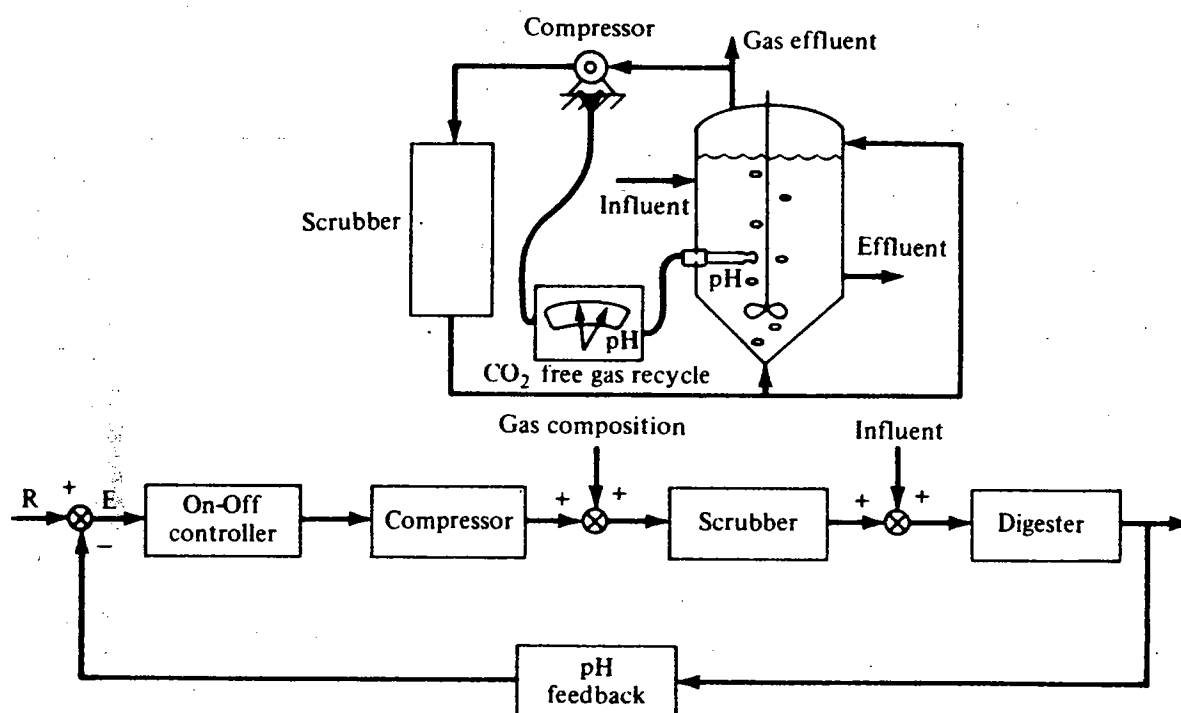 Compressor
Gas effluent
Scrubber
Influent
Effluent
pH
pH
CO₂ free gas recycle
Gas composition
Influent
R
+
E
−
On-Off
controller
Compressor
+
+
Scrubber
+
+
Digester
pH
feedback